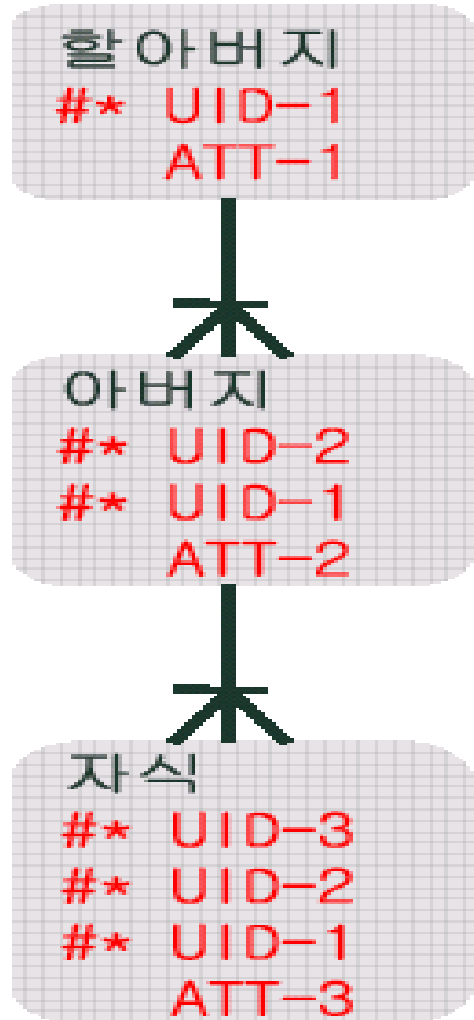 할아버지
#* UID-1
ATT-1
아버지
#* UID-2
#* UID-1
ATT-2
자식
#* UID-3
#* UID-2
#* UID-1
ATT-3